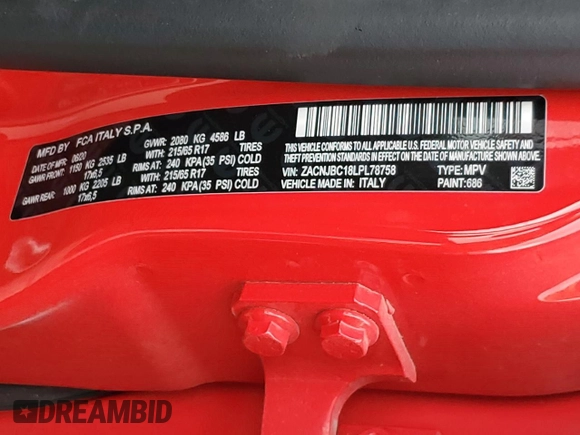 MFD BY FCA ITALY S.P.A.
DATE OF MFR 0620 GVWR: 2080 KG 4586 LB
GAWR FRONT: 1150 KG 2535 LB WITH 215/65 R17 TIRES
17x6,5 RIMS AT: 240 KPA(35 PSI) COLD
GAWR REAR: 1000 KG 2205 LB WITH 215/65 R17 TIRES
17x6,5 RIMS AT: 240 KPA(35 PSI) COLD
THIS VEHICLE CONFORMS TO ALL APPLICABLE U.S. FEDERAL MOTOR VEHICLE SAFETY AND
THEFT PREVENTION STANDARDS IN EFFECT ON THE DATE OF MANUFACTURE SHOWN ABOVE
VIN: ZACNJBC18LPL78758 TYPE: MPV
VEHICLE MADE IN: ITALY PAINT: 686
DREAMBID